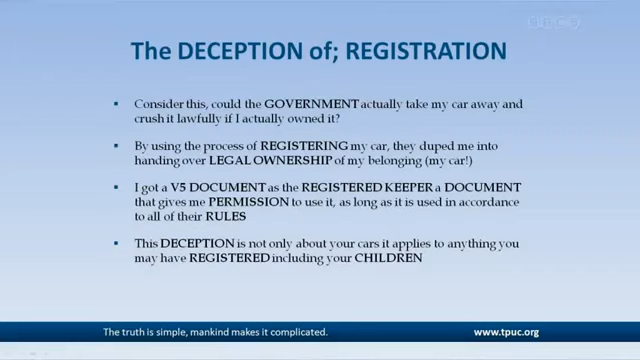 The DECEPTION of; REGISTRATION
▪ Consider this, could the GOVERNMENT actually take my car away and
crush it lawfully if I actually owned it?
▪ By using the process of REGISTERING my car, they duped me into
handing over LEGAL OWNERSHIP of my belonging (my car!)
▪ I got a V5 DOCUMENT as the REGISTERED KEEPER a DOCUMENT
that gives me PERMISSION to use it, as long as it is used in accordance
to all of their RULES
▪ This DECEPTION is not only about your cars it applies to anything you
may have REGISTERED including your CHILDREN
The truth is simple, mankind makes it complicated.
www.tpuc.org